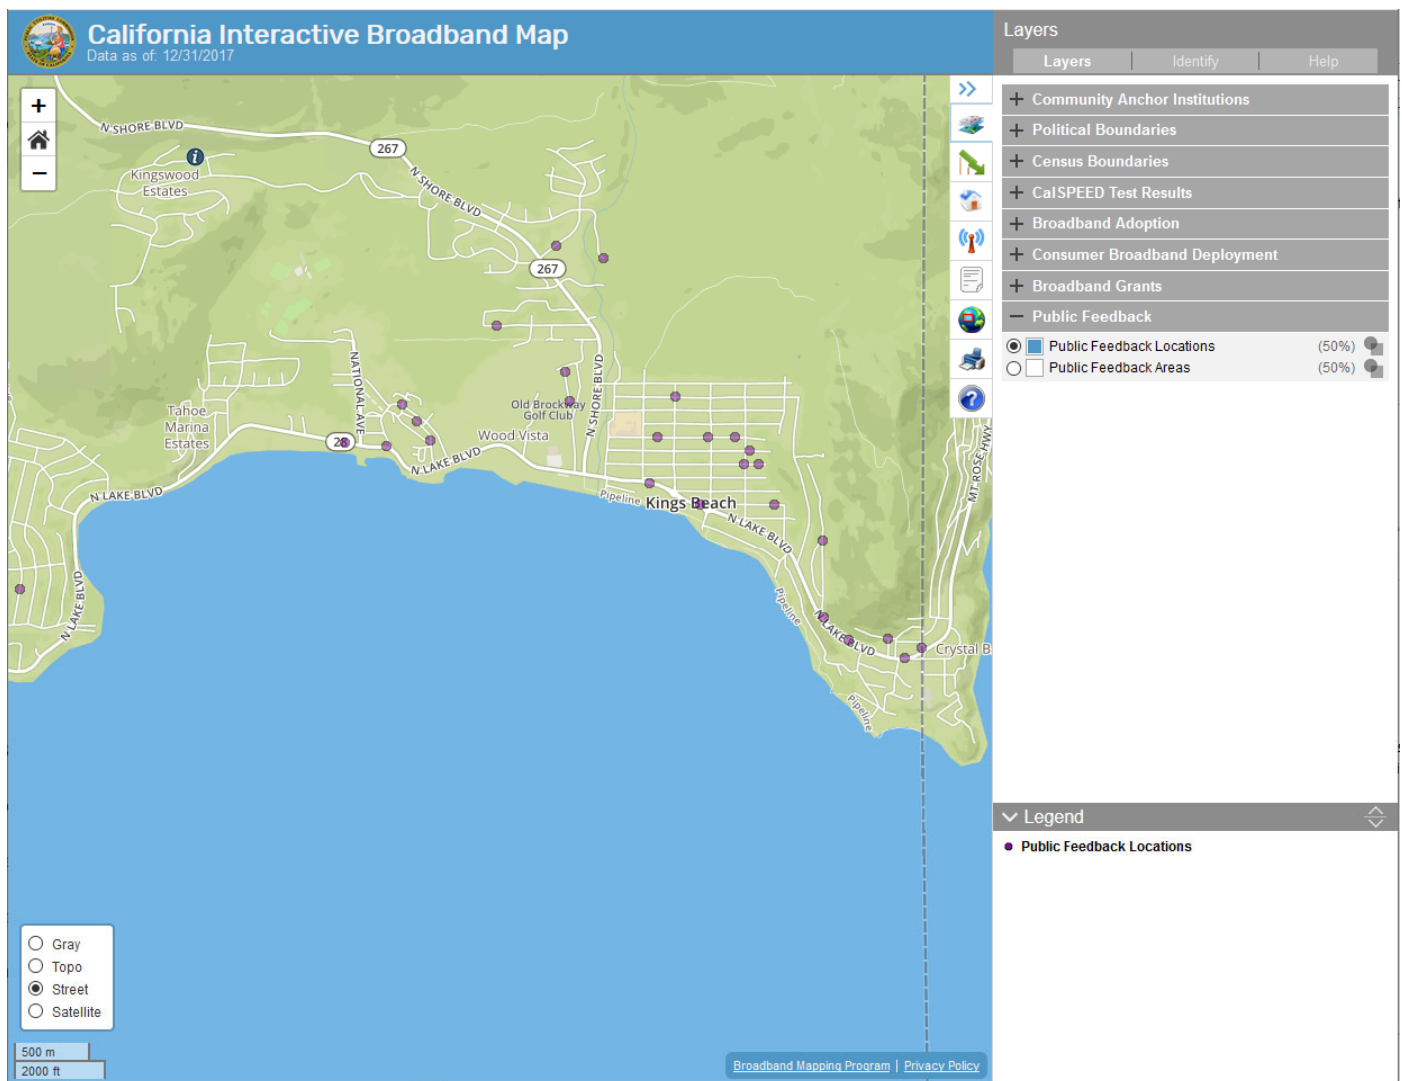 California Interactive Broadband Map
Data as of: 12/31/2017
Layers
Layers
Identify
Help
+
−
N SHORE BLVD
267
Kingswood
Estates
N SHORE BLVD
267
NATIONAL AVE
N SHORE BLVD
Old Brockway
Golf Club
Tahoe
Marina
Estates
28
Wood Vista
N LAKE BLVD
N LAKE BLVD
Pipeline
Kings Beach
N LAKE BLVD
MT ROSE HWY
N LAKE BLVD
Pipeline
N LAKE BLVD
Crystal B
Pipeline
Community Anchor Institutions
Political Boundaries
Census Boundaries
CalSPEED Test Results
Broadband Adoption
Consumer Broadband Deployment
Broadband Grants
Public Feedback
Public Feedback Locations (50%)
Public Feedback Areas (50%)
Legend
Public Feedback Locations
Gray
Topo
Street
Satellite
500 m
2000 ft
Broadband Mapping Program | Privacy Policy